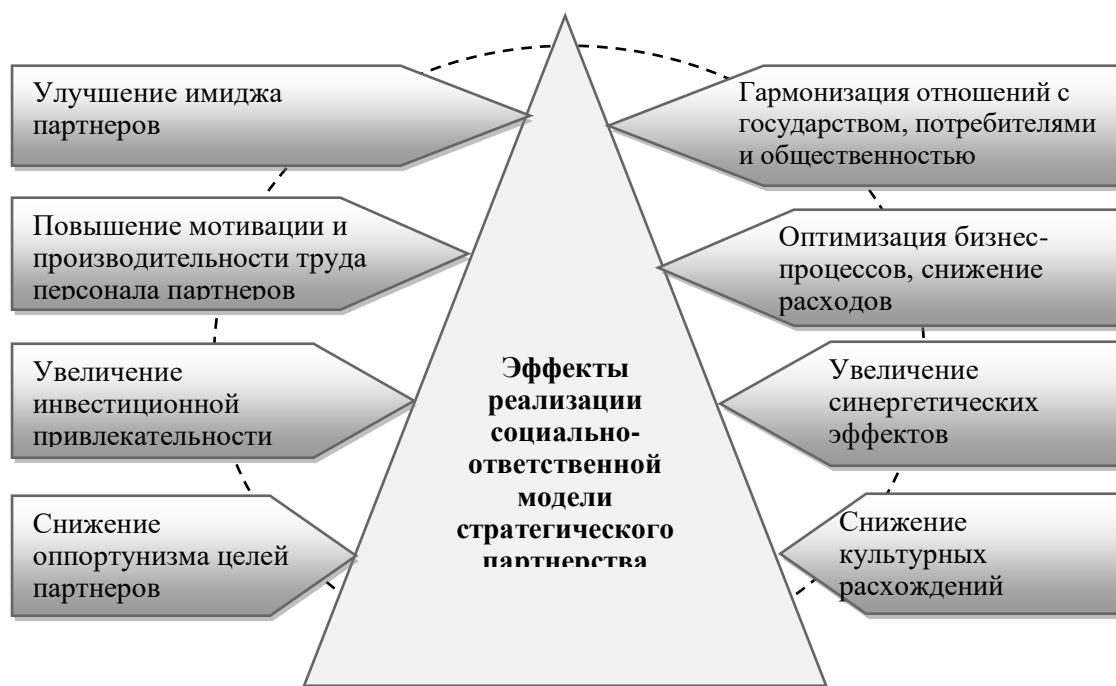 Улучшение имиджа
партнеров
Повышение мотивации и
производительности труда
персонала партнеров
Увеличение
инвестиционной
привлекательности
Снижение
оппортунизма целей
партнеров
Эффекты
реализации
социально-
ответственной
модели
стратегического
партнерства
Гармонизация отношений с
государством, потребителями
и общественностью
Оптимизация бизнес-
процессов, снижение
расходов
Увеличение
синергетических
эффектов
Снижение
культурных
расхождений